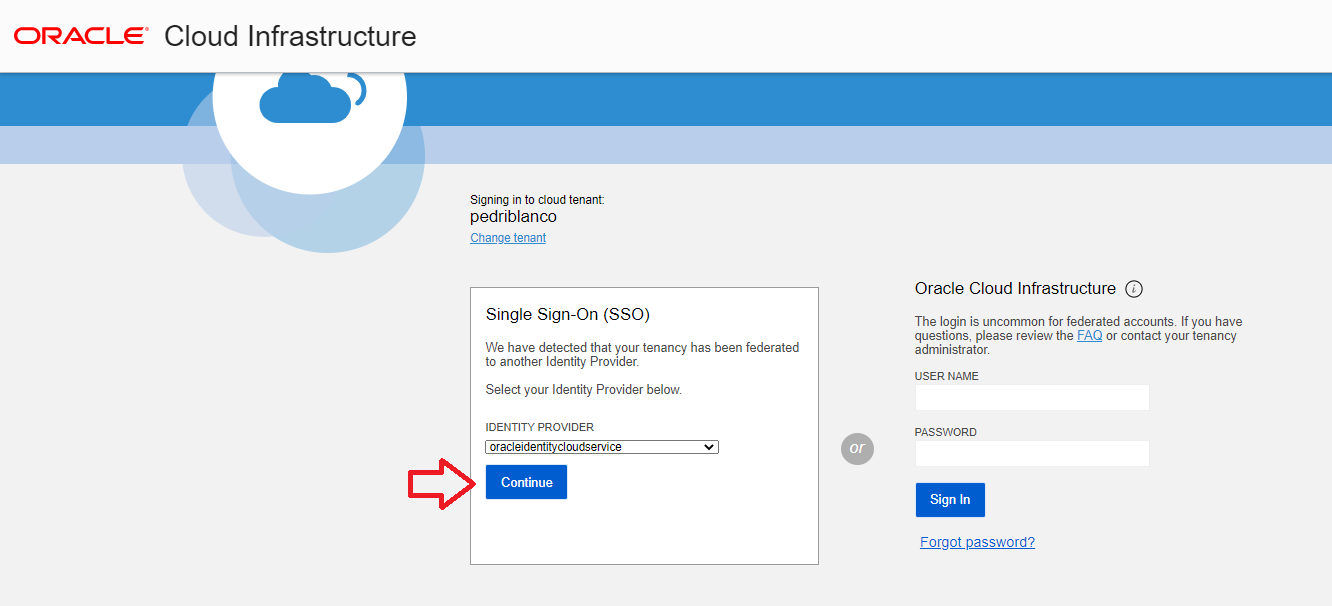 ORACLE® Cloud Infrastructure
Signing in to cloud tenant:
pedriblanco
Change tenant
Single Sign-On (SSO)
We have detected that your tenancy has been federated
to another Identity Provider.
Select your Identity Provider below.
IDENTITY PROVIDER
oracleidentitycloudservice
Continue
or
Oracle Cloud Infrastructure i
The login is uncommon for federated accounts. If you have
questions, please review the FAQ or contact your tenancy
administrator.
USER NAME
PASSWORD
Sign In
Forgot password?